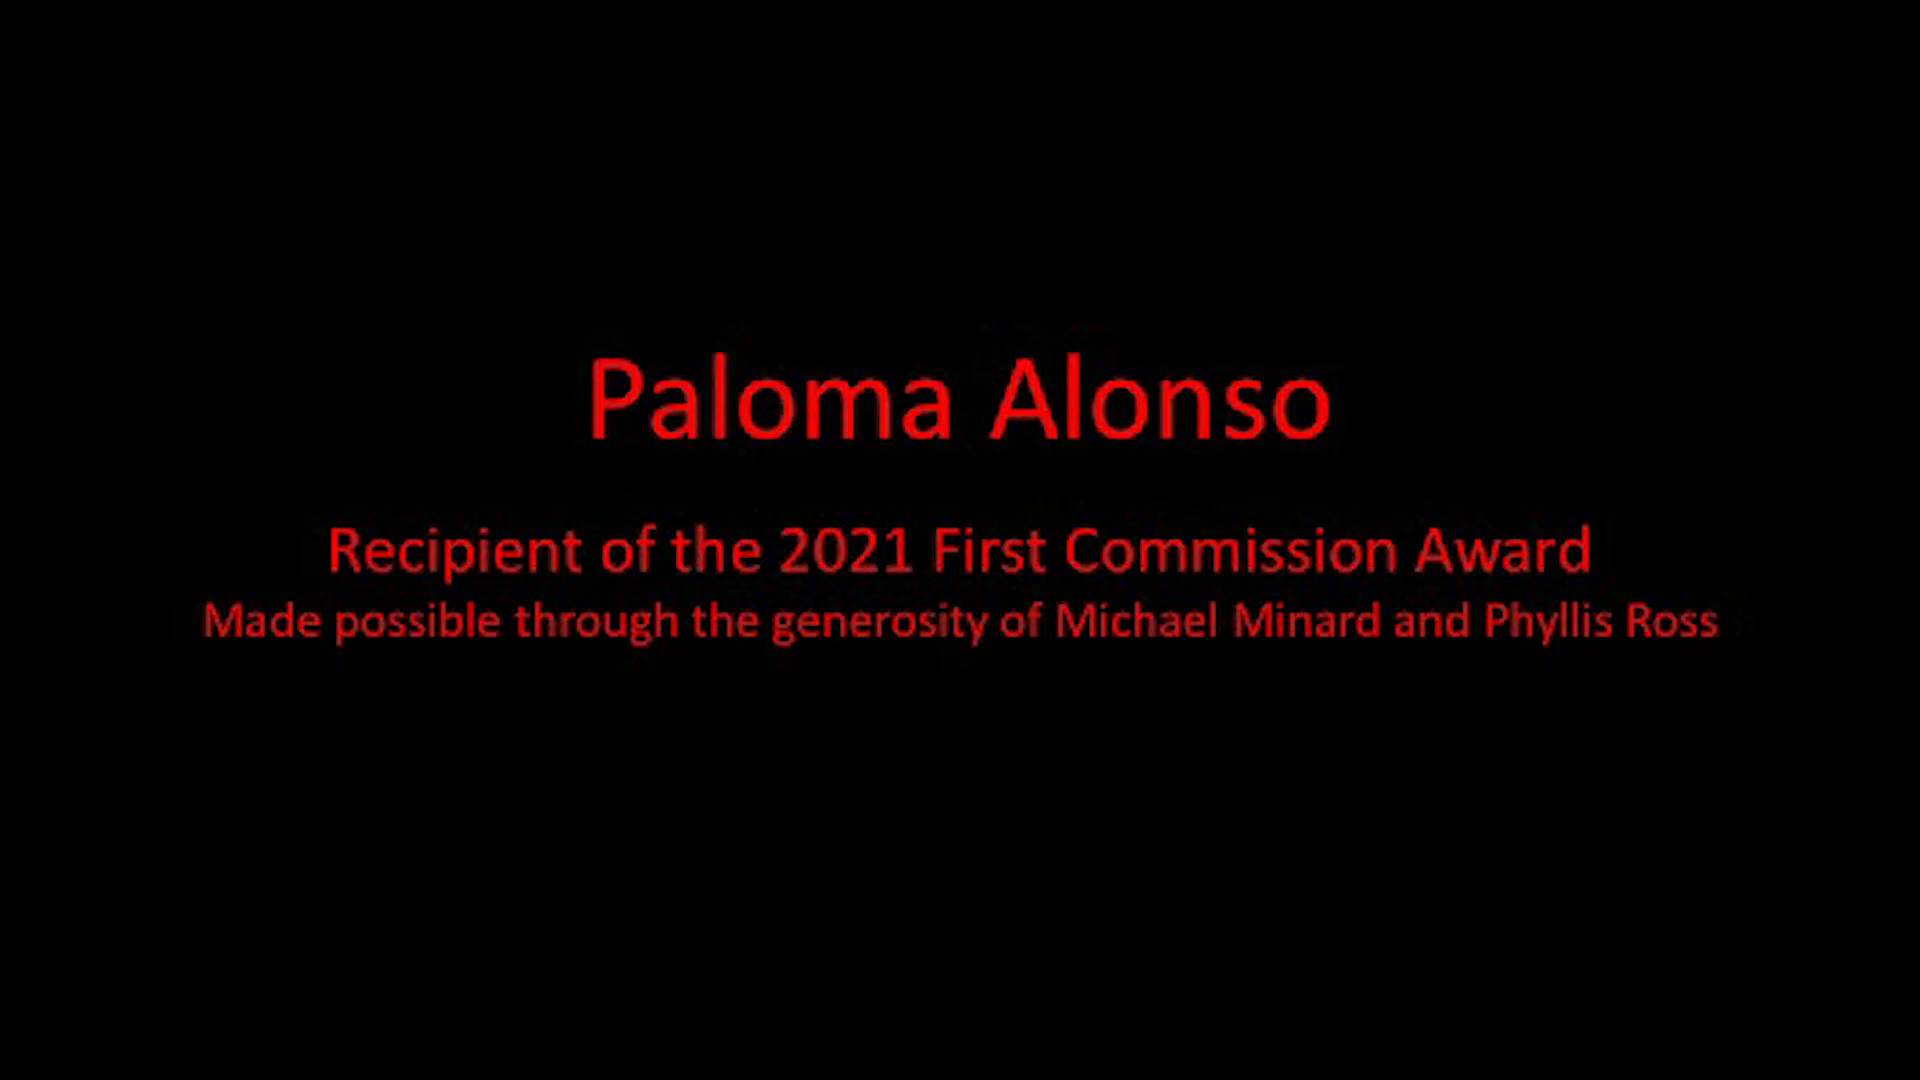 Paloma Alonso
Recipient of the 2021 First Commission Award
Made possible through the generosity of Michael Minard and Phyllis Ross